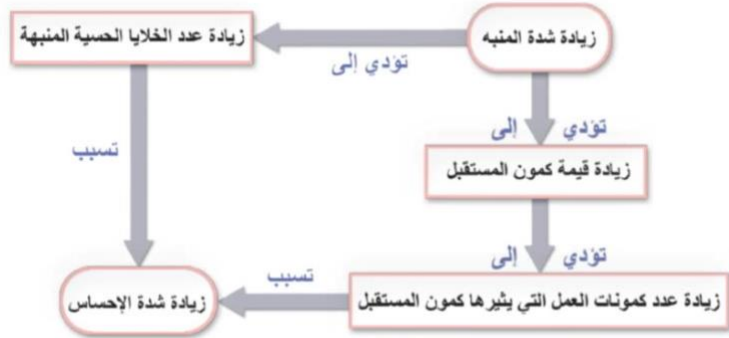 زيادة شدة المنبه
تؤدي إلى
زيادة عدد الخلايا الحسية المنبهة
تؤدي إلى
زيادة قيمة كمون المستقبل
تسبب
تؤدي إلى
زيادة عدد كمونات العمل التي يثيرها كمون المستقبل
تسبب
زيادة شدة الإحساس